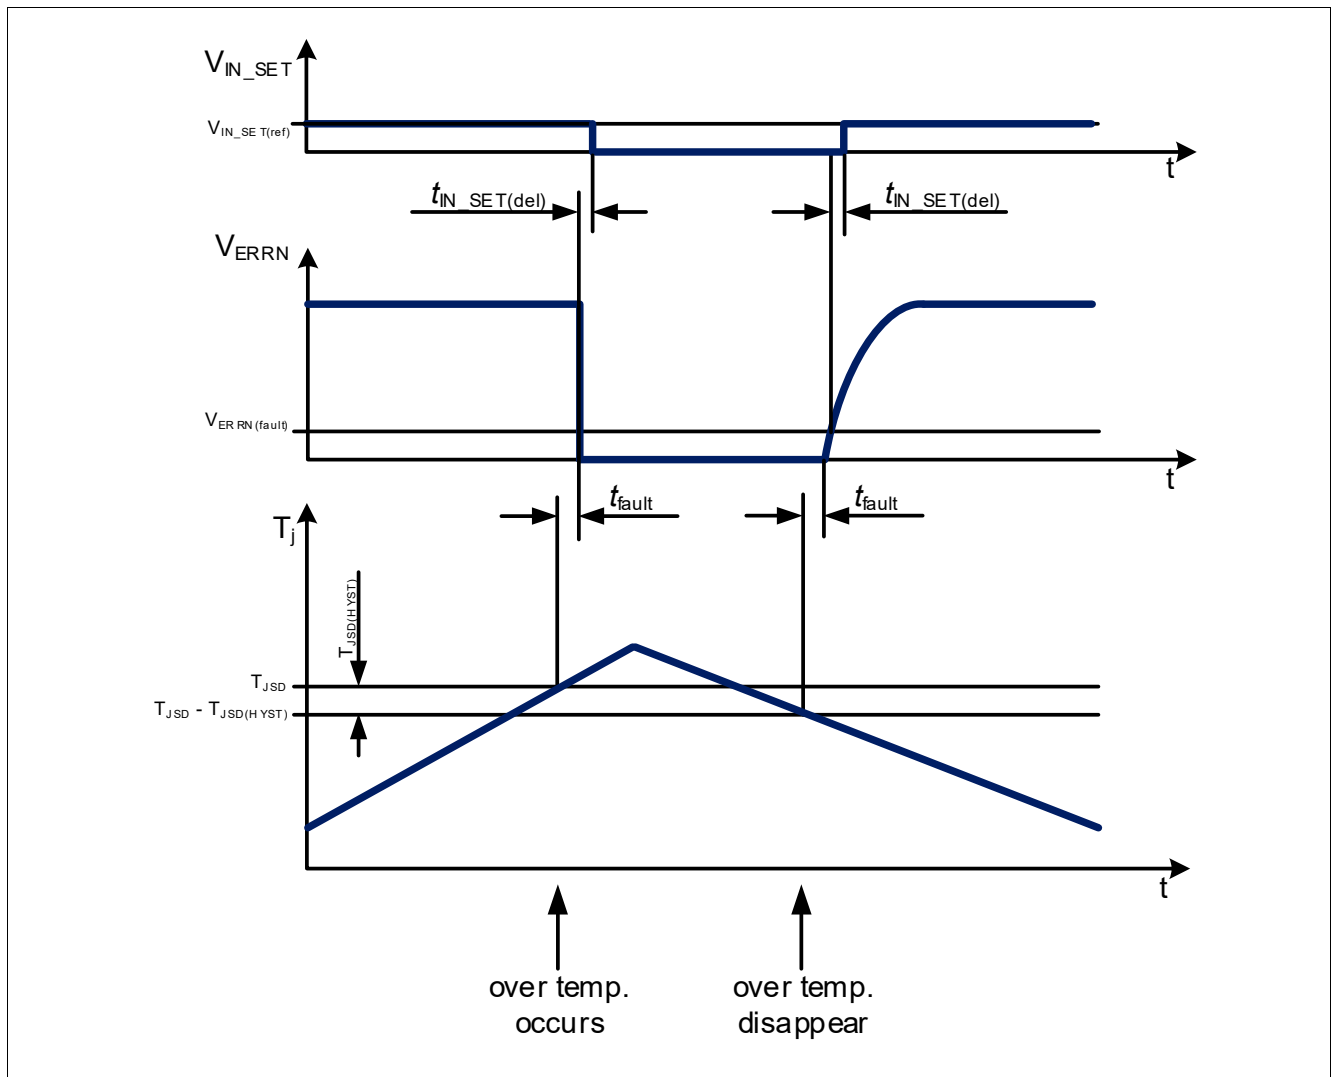 V_IN_SET
V_IN_SET(ref)
t
t_IN_SET(del)
t_IN_SET(del)
V_ERRN
V_ERRN(fault)
t
t_fault
t_fault
T_j
T_JSD(HYST)
T_JSD
T_JSD - T_JSD(HYST)
t
over temp.
occurs
over temp.
disappear